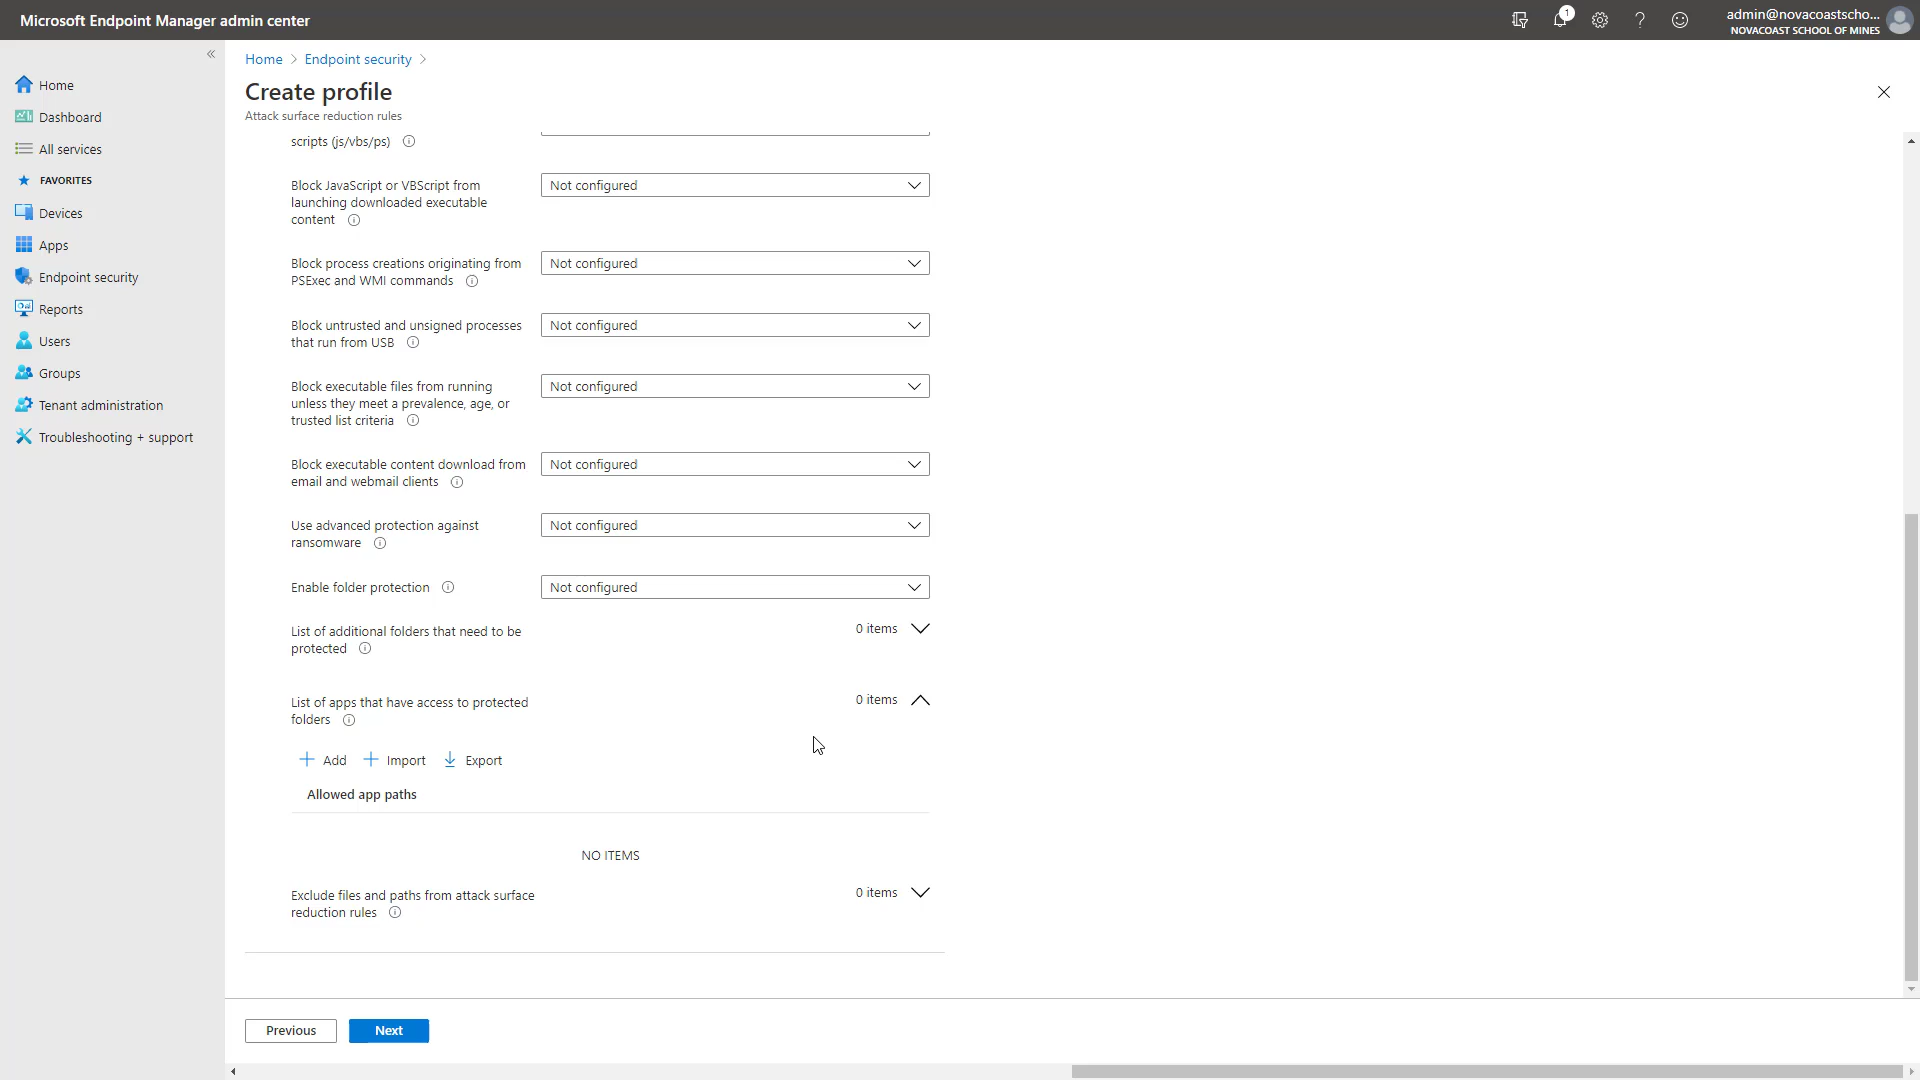 Microsoft Endpoint Manager admin center
1
admin@novacoastscho...
NOVACOAST SCHOOL OF MINES
«
Home
Dashboard
All services
FAVORITES
Devices
Apps
Endpoint security
Reports
Users
Groups
Tenant administration
Troubleshooting + support
Home > Endpoint security >
Create profile
Attack surface reduction rules
scripts (js/vbs/ps)
Block JavaScript or VBScript from
launching downloaded executable
content
Not configured
Block process creations originating from
PSExec and WMI commands
Not configured
Block untrusted and unsigned processes
that run from USB
Not configured
Block executable files from running
unless they meet a prevalence, age, or
trusted list criteria
Not configured
Block executable content download from
email and webmail clients
Not configured
Use advanced protection against
ransomware
Not configured
Enable folder protection
Not configured
List of additional folders that need to be
protected
0 items
List of apps that have access to protected
folders
0 items
Add Import Export
Allowed app paths
NO ITEMS
Exclude files and paths from attack surface
reduction rules
0 items
Previous Next